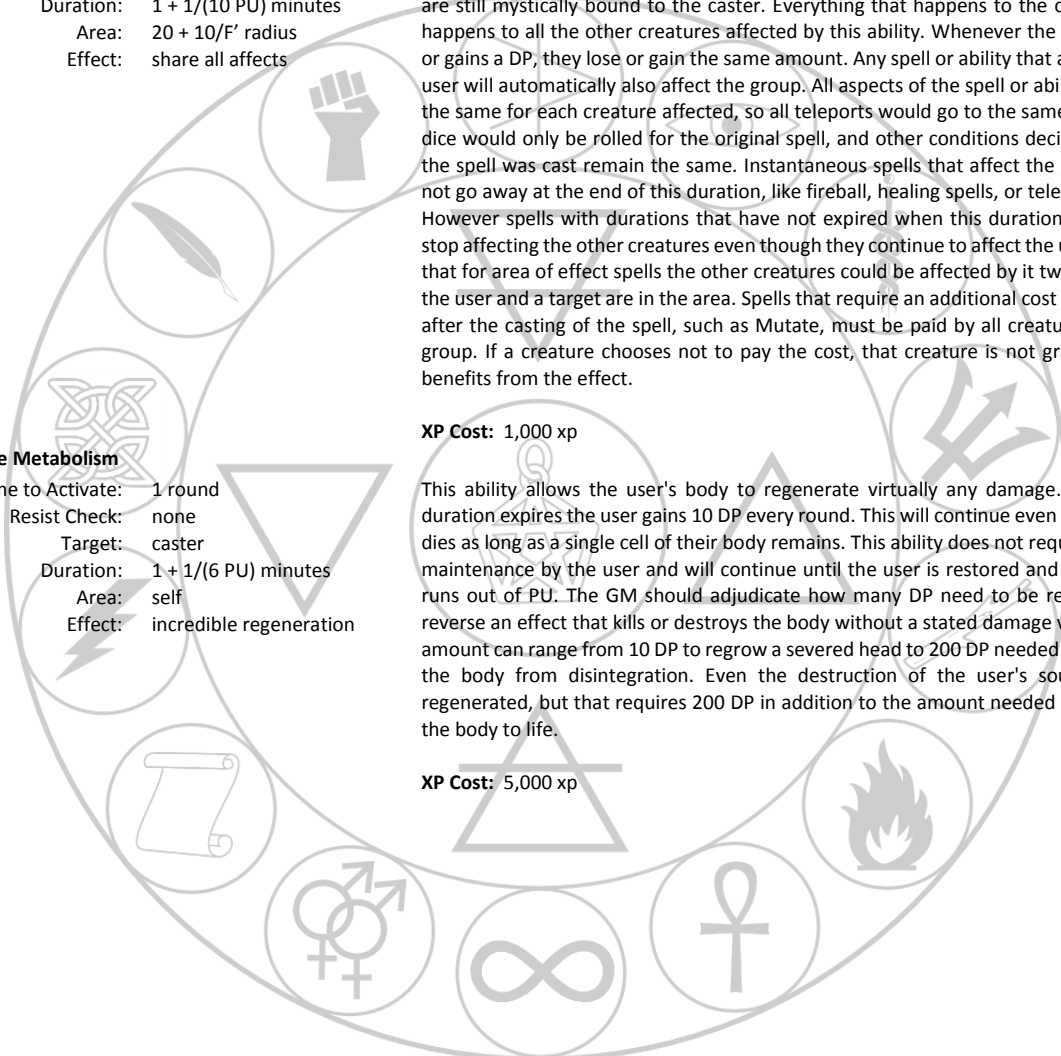 Duration: 1 + 1/(10 PU) minutes
Area: 20 + 10/F’ radius
Effect: share all affects
are still mystically bound to the caster. Everything that happens to the
happens to all the other creatures affected by this ability. Whenever the
or gains a DP, they lose or gain the same amount. Any spell or ability that
user will automatically also affect the group. All aspects of the spell or
the same for each creature affected, so all teleports would go to the same
dice would only be rolled for the original spell, and other conditions
the spell was cast remain the same. Instantaneous spells that affect the
not go away at the end of this duration, like fireball, healing spells, or
However spells with durations that have not expired when this duration
stop affecting the other creatures even though they continue to affect the
that for area of effect spells the other creatures could be affected by it
the user and a target are in the area. Spells that require an additional cost
after the casting of the spell, such as Mutate, must be paid by all
group. If a creature chooses not to pay the cost, that creature is not
benefits from the effect.
XP Cost: 1,000 xp
Metabolism
to Activate: 1 round
Resist Check: none
Target: caster
Duration: 1 + 1/(6 PU) minutes
Area: self
Effect: incredible regeneration
This ability allows the user's body to regenerate virtually any damage.
duration expires the user gains 10 DP every round. This will continue even
dies as long as a single cell of their body remains. This ability does not
maintenance by the user and will continue until the user is restored and
runs out of PU. The GM should adjudicate how many DP need to be
reverse an effect that kills or destroys the body without a stated damage
amount can range from 10 DP to regrow a severed head to 200 DP needed
the body from disintegration. Even the destruction of the user's
regenerated, but that requires 200 DP in addition to the amount needed
the body to life.
XP Cost: 5,000 xp